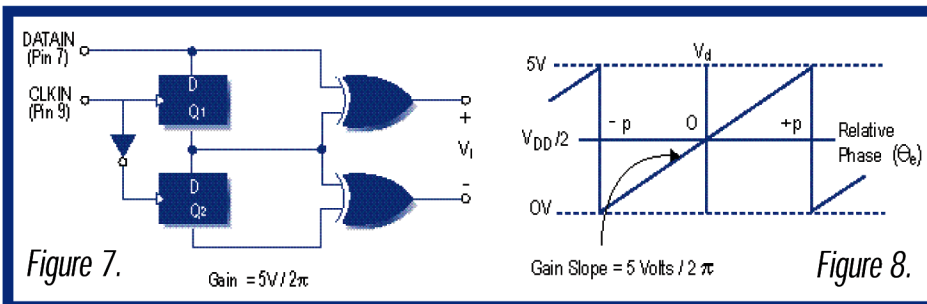 DATAIN
(Pin 7)
CLKIN
(Pin 9)
D
Q1
D
Q2
+
VI
-
Figure 7.
Gain = 5V / 2π
Vd
5V
- p
O
+p
VDD/2
Relative
Phase (Θe)
OV
Gain Slope = 5 Volts / 2 π
Figure 8.